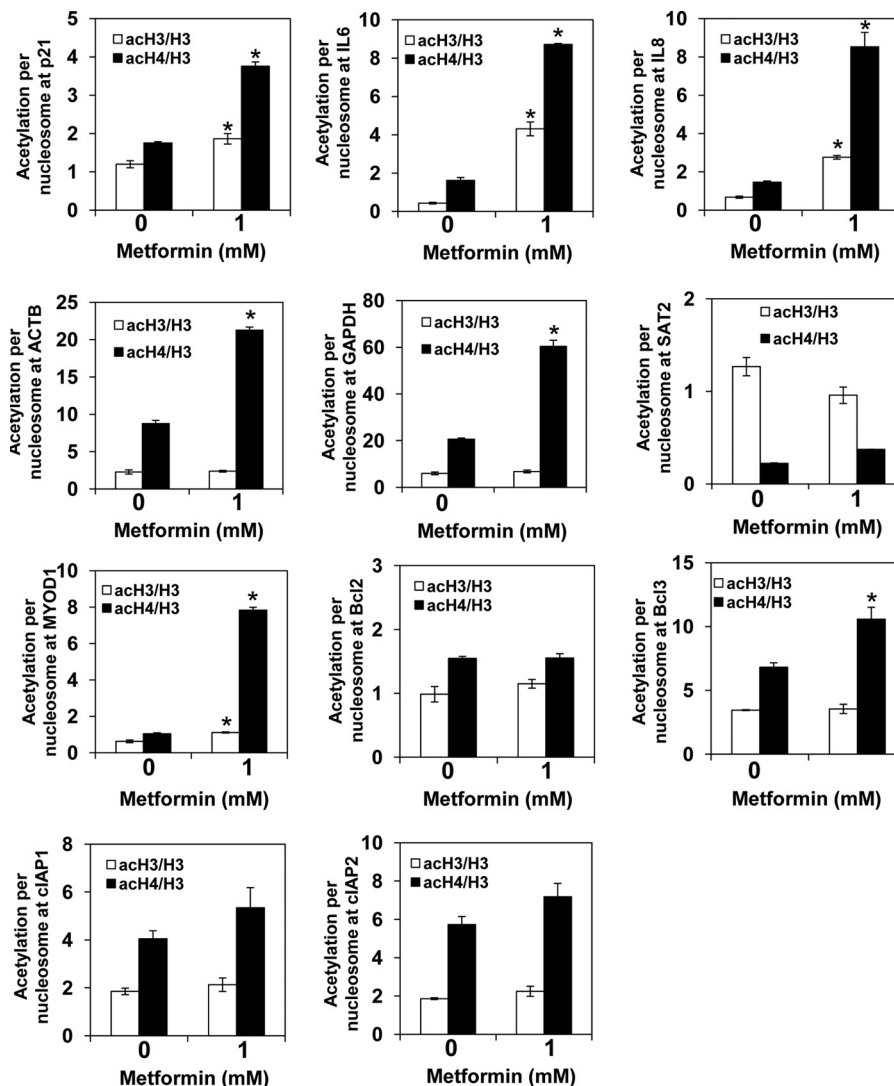 Acetylation per
nucleosome at p21
5
4
3
2
1
0
acH3/H3
acH4/H3
*
*
0 1
Metformin (mM)
Acetylation per
nucleosome at IL6
10
8
6
4
2
0
acH3/H3
acH4/H3
*
*
0 1
Metformin (mM)
Acetylation per
nucleosome at IL8
10
8
6
4
2
0
acH3/H3
acH4/H3
*
*
0 1
Metformin (mM)
Acetylation per
nucleosome at ACTB
25
20
15
10
5
0
acH3/H3
acH4/H3
*
0 1
Metformin (mM)
Acetylation per
nucleosome at GAPDH
80
60
40
20
0
acH3/H3
acH4/H3
*
0 1
Metformin (mM)
Acetylation per
nucleosome at SAT2
2
1
0
acH3/H3
acH4/H3
0 1
Metformin (mM)
Acetylation per
nucleosome at MYOD1
10
8
6
4
2
0
acH3/H3
acH4/H3
*
*
0 1
Metformin (mM)
Acetylation per
nucleosome at Bcl2
3
2
1
0
acH3/H3
acH4/H3
0 1
Metformin (mM)
Acetylation per
nucleosome at Bcl3
15
10
5
0
acH3/H3
acH4/H3
*
0 1
Metformin (mM)
Acetylation per
nucleosome at cIAP1
8
6
4
2
0
acH3/H3
acH4/H3
0 1
Metformin (mM)
Acetylation per
nucleosome at cIAP2
10
8
6
4
2
0
acH3/H3
acH4/H3
0 1
Metformin (mM)